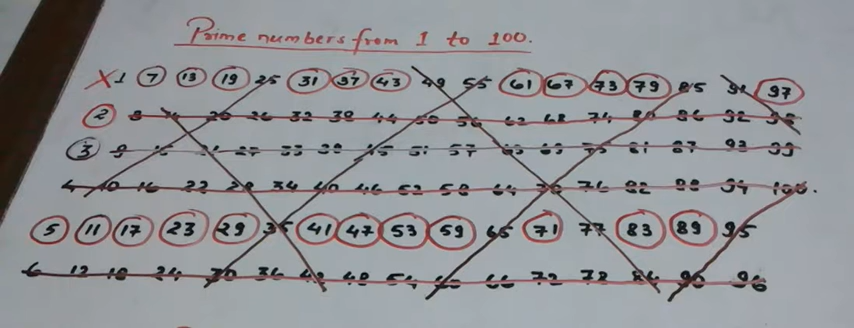 Prime numbers from 1 to 100.
X 1 7 13 19 25 31 37 43 49 55 61 67 73 79 85 91 97
2 8 14 20 26 32 38 44 50 56 62 68 74 80 86 92 98
3 9 15 21 27 33 39 45 51 57 63 69 75 81 87 93 99
4 10 16 22 28 34 40 46 52 58 64 70 76 82 88 94 100.
5 11 17 23 29 35 41 47 53 59 65 71 77 83 89 95
6 12 18 24 30 36 42 48 54 60 66 72 78 84 90 96